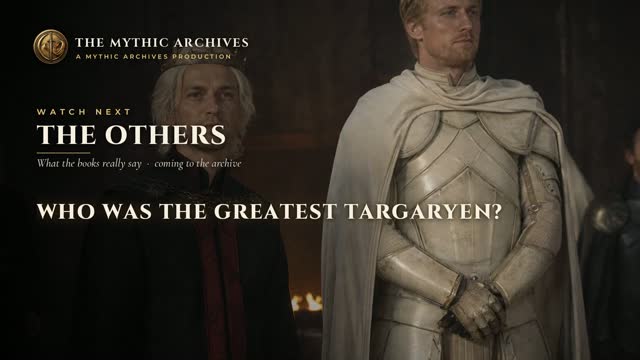 THE MYTHIC ARCHIVES
A MYTHIC ARCHIVES PRODUCTION
WATCH NEXT
THE OTHERS
What the books really say · coming to the archive
WHO WAS THE GREATEST TARGARYEN?